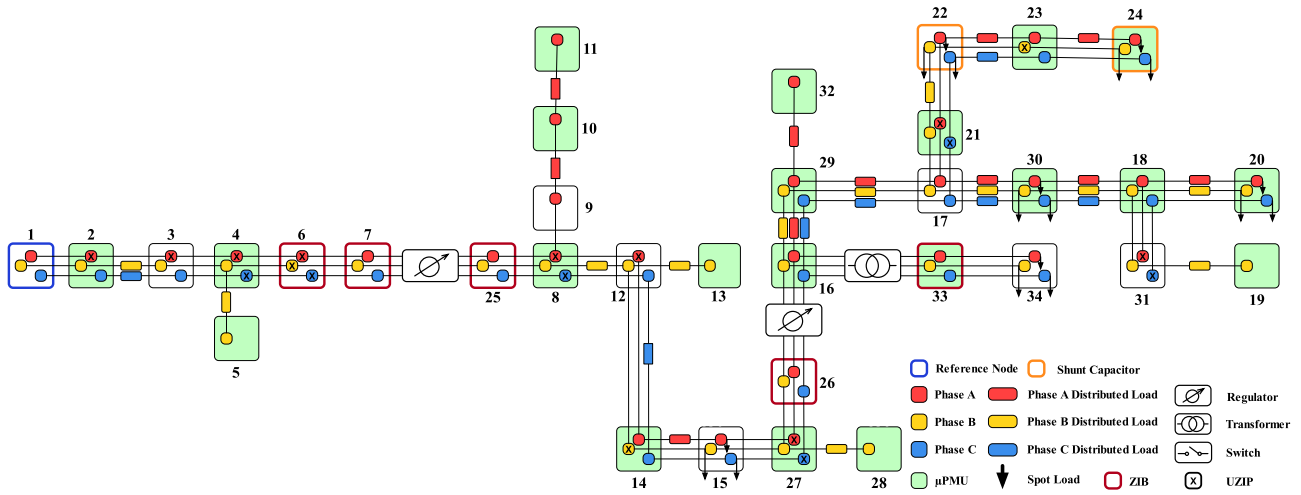 22
23
24
11
32
10
21
29
30
18
20
9
17
1
2
3
4
6
7
25
8
12
13
16
33
34
31
19
5
26
14
15
27
28
Reference Node
Shunt Capacitor
Phase A
Phase A Distributed Load
Regulator
Phase B
Phase B Distributed Load
Transformer
Phase C
Phase C Distributed Load
Switch
μPMU
Spot Load
ZIB
X
UZIP